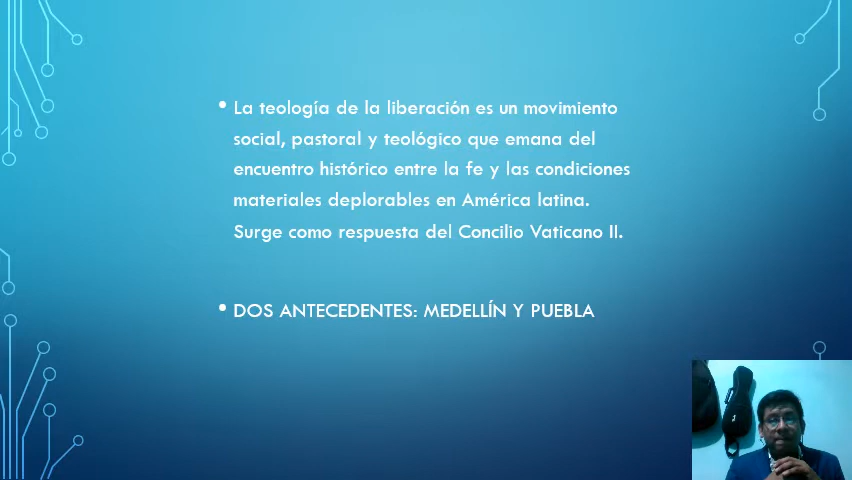 • La teología de la liberación es un movimiento
social, pastoral y teológico que emana del
encuentro histórico entre la fe y las condiciones
materiales deplorables en América latina.
Surge como respuesta del Concilio Vaticano II.
• DOS ANTECEDENTES: MEDELLÍN Y PUEBLA